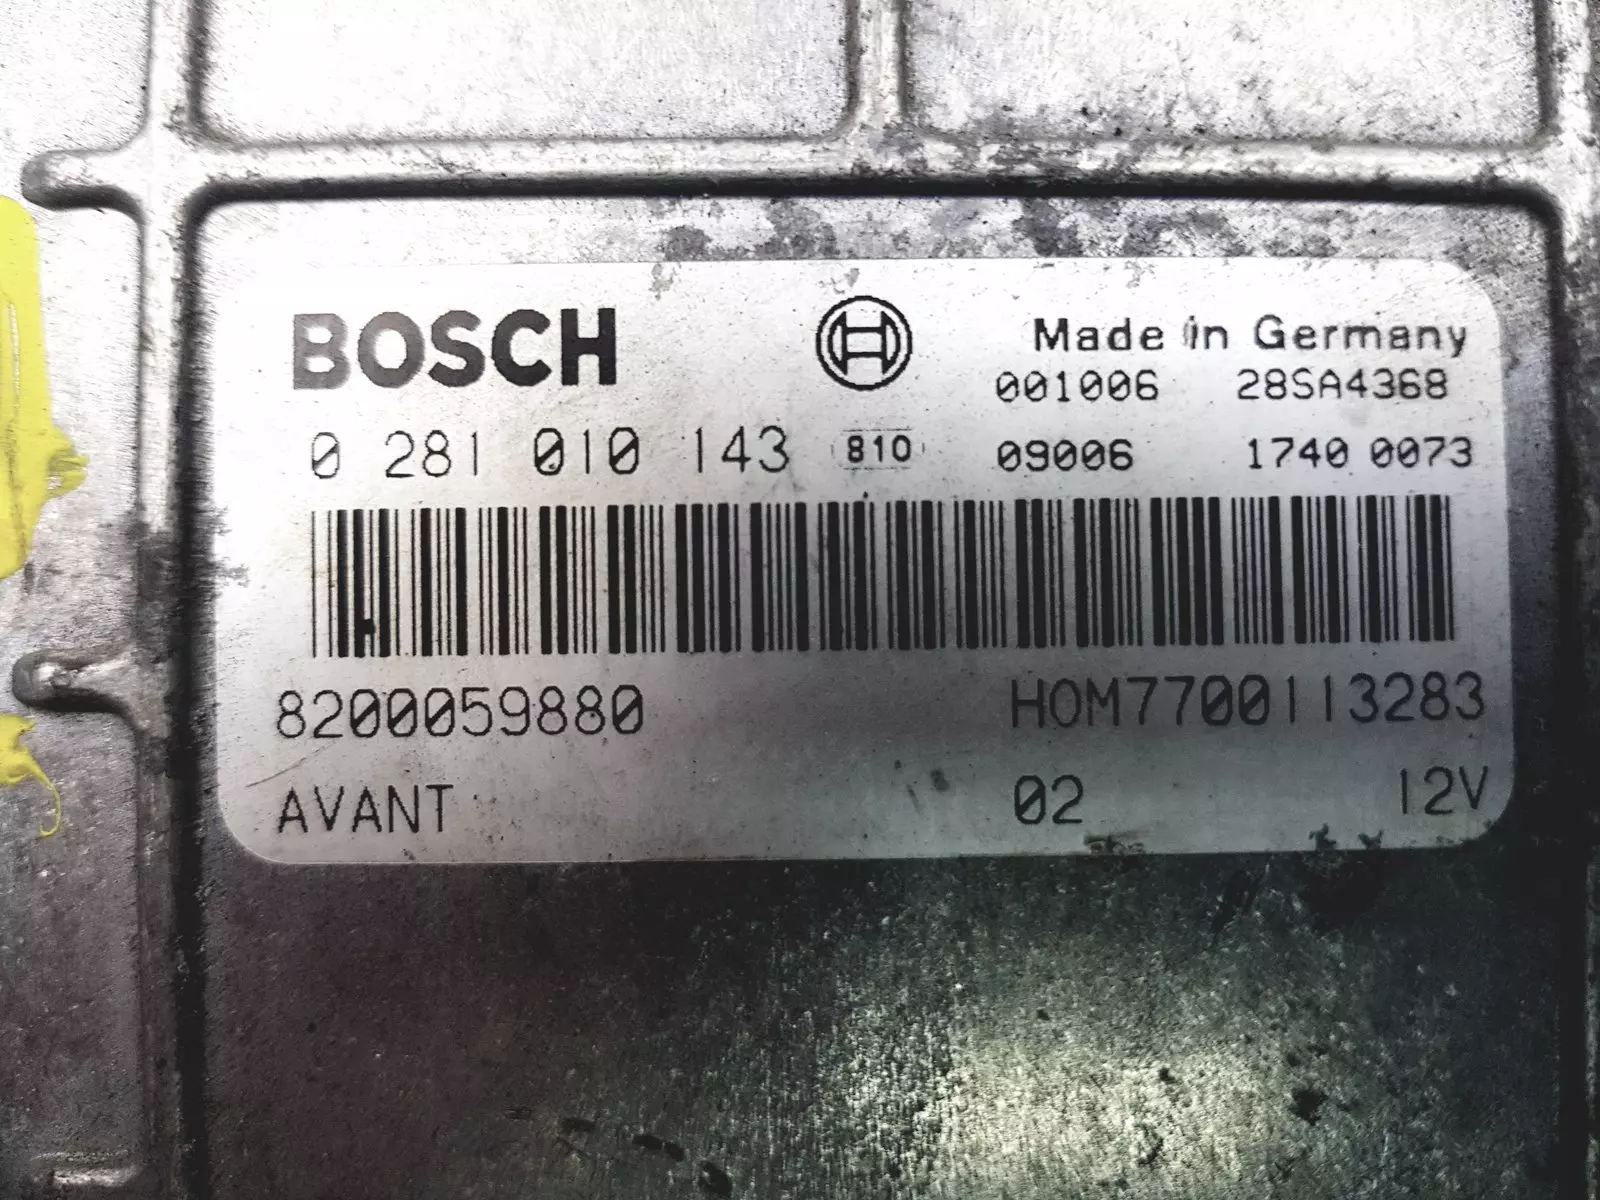 BOSCH
Made in Germany
001006 28SA4368
0 281 010 143 810 09006 1740 0073
8200059880 HOM7700113283
AVANT 02 12V